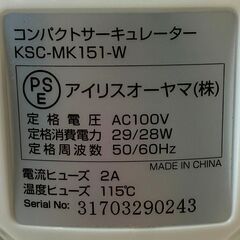 コンパクトサーキュレーター
KSC-MK151-W
PS
E
アイリスオーヤマ(株)
定格電圧 AC100V
定格消費電力 29/28W
定格周波数 50/60Hz
MADE IN CHINA
電流ヒューズ 2A
温度ヒューズ 115℃
Serial No: 31703290243